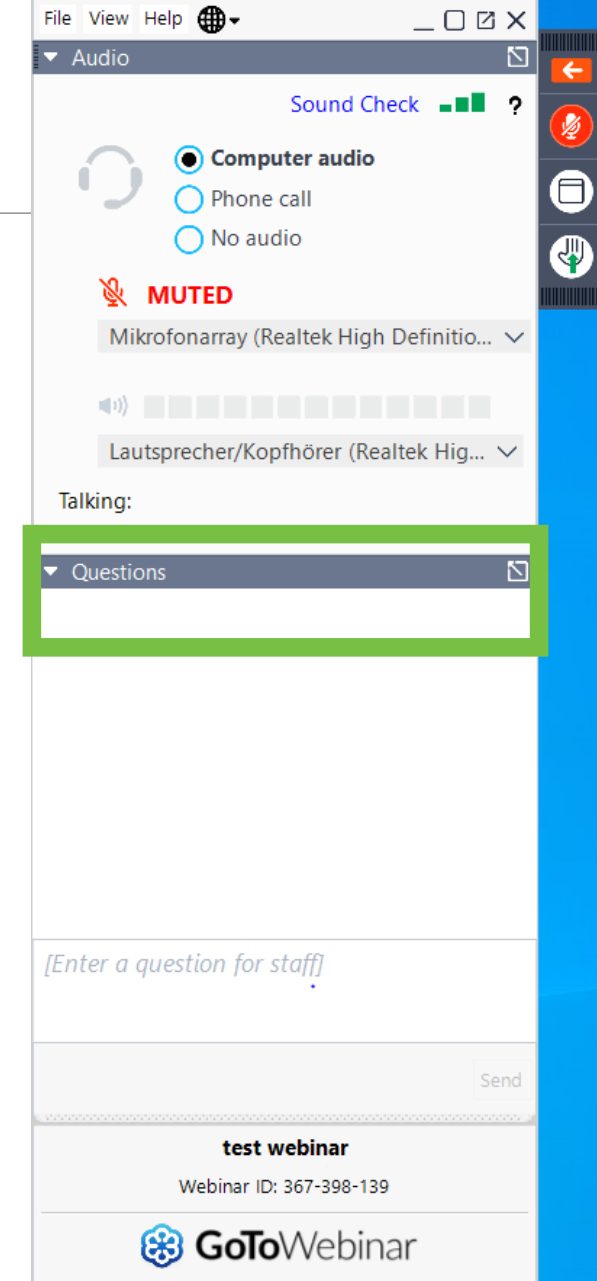 File View Help
Audio
Sound Check ?
Computer audio
Phone call
No audio
MUTED
Mikrofonarray (Realtek High Definitio...
Lautsprecher/Kopfhörer (Realtek Hig...
Talking:
Questions
[Enter a question for staff]
Send
test webinar
Webinar ID: 367-398-139
GoToWebinar